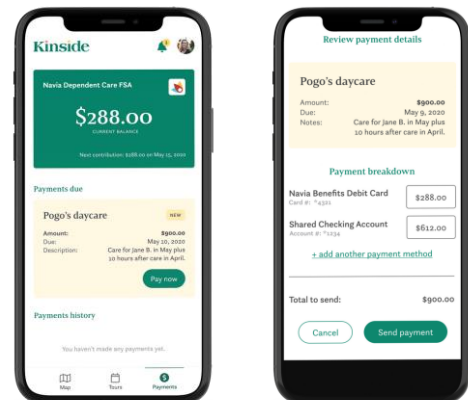 Kinside
Navia Dependent Care FSA
$288.00
CURRENT BALANCE
Next contribution: $288.00 on May 15, 2020
Payments due
Pogo's daycare
NEW
Amount: $900.00
Due: May 10, 2020
Description: Care for Jane B. in May plus
10 hours after care in April.
Pay now
Payments history
You haven't made any payments yet.
Map
Tours
Payments
Review payment details
Pogo's daycare
Amount: $900.00
Due: May 9, 2020
Notes: Care for Jane B. in May plus
10 hours after care in April.
Payment breakdown
Navia Benefits Debit Card
Card #: *4321
$288.00
Shared Checking Account
Account #: *1234
$612.00
+ add another payment method
Total to send: $900.00
Cancel
Send payment